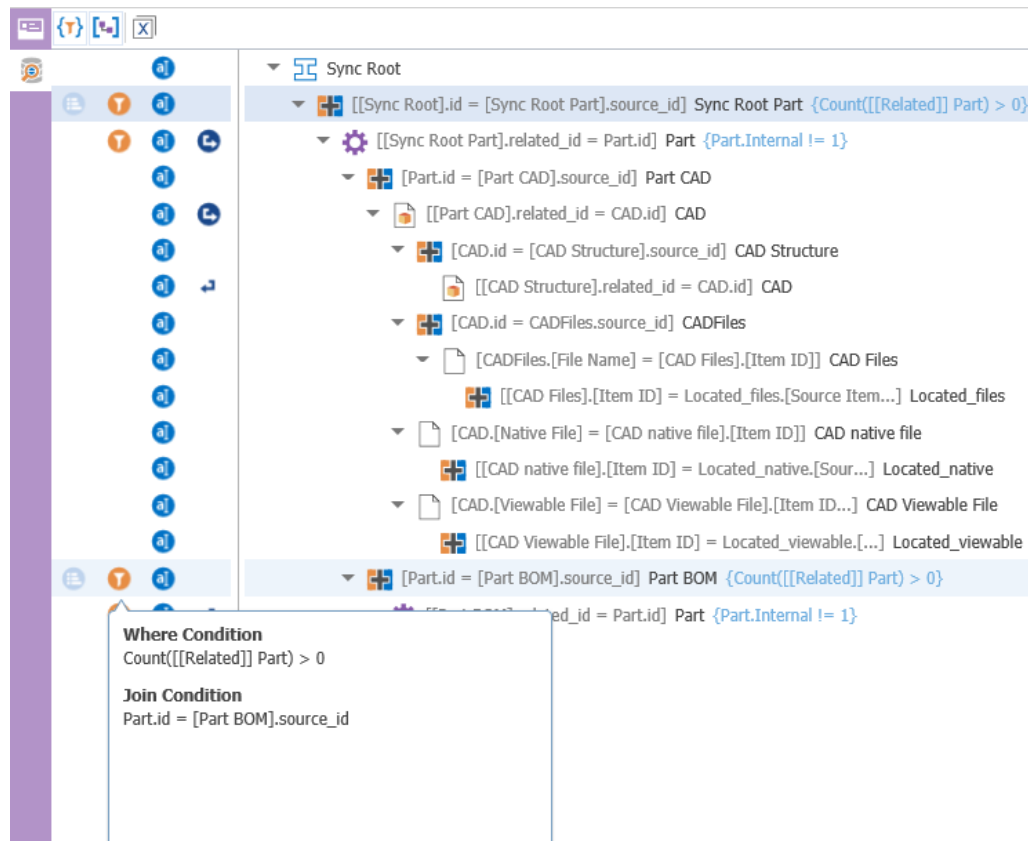 Sync Root
[[Sync Root].id = [Sync Root Part].source_id] Sync Root Part {Count([[Related]] Part) > 0}
[[Sync Root Part].related_id = Part.id] Part {Part.Internal != 1}
[Part.id = [Part CAD].source_id] Part CAD
[[Part CAD].related_id = CAD.id] CAD
[CAD.id = [CAD Structure].source_id] CAD Structure
[[CAD Structure].related_id = CAD.id] CAD
[CAD.id = CADFiles.source_id] CADFiles
[CADFiles.[File Name] = [CAD Files].[Item ID]] CAD Files
[[CAD Files].[Item ID] = Located_files.[Source Item...] Located_files
[CAD.[Native File] = [CAD native file].[Item ID]] CAD native file
[[CAD native file].[Item ID] = Located_native.[Sour...] Located_native
[CAD.[Viewable File] = [CAD Viewable File].[Item ID...] CAD Viewable File
[[CAD Viewable File].[Item ID] = Located_viewable.[...] Located_viewable
[Part.id = [Part BOM].source_id] Part BOM {Count([[Related]] Part) > 0}
ed_id = Part.id] Part {Part.Internal != 1}
Where Condition
Count([[Related]] Part) > 0
Join Condition
Part.id = [Part BOM].source_id